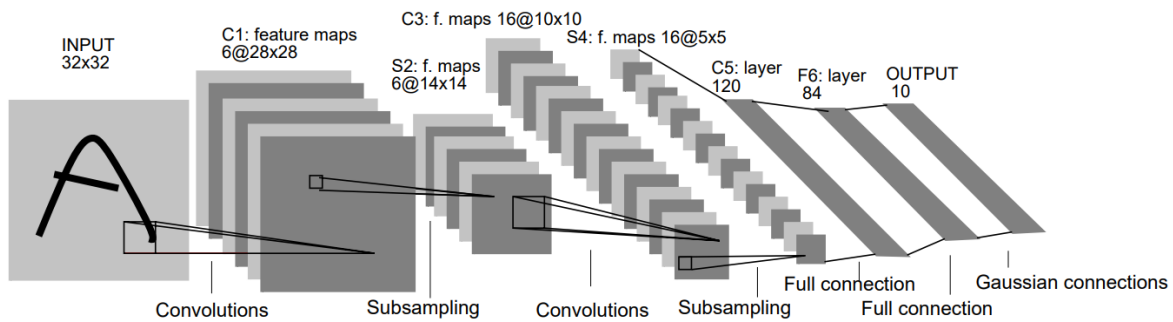 INPUT
32x32
C1: feature maps
6@28x28
S2: f. maps
6@14x14
C3: f. maps 16@10x10
S4: f. maps 16@5x5
C5: layer
120
F6: layer
84
OUTPUT
10
Convolutions
Subsampling
Convolutions
Subsampling
Full connection
Full connection
Gaussian connections